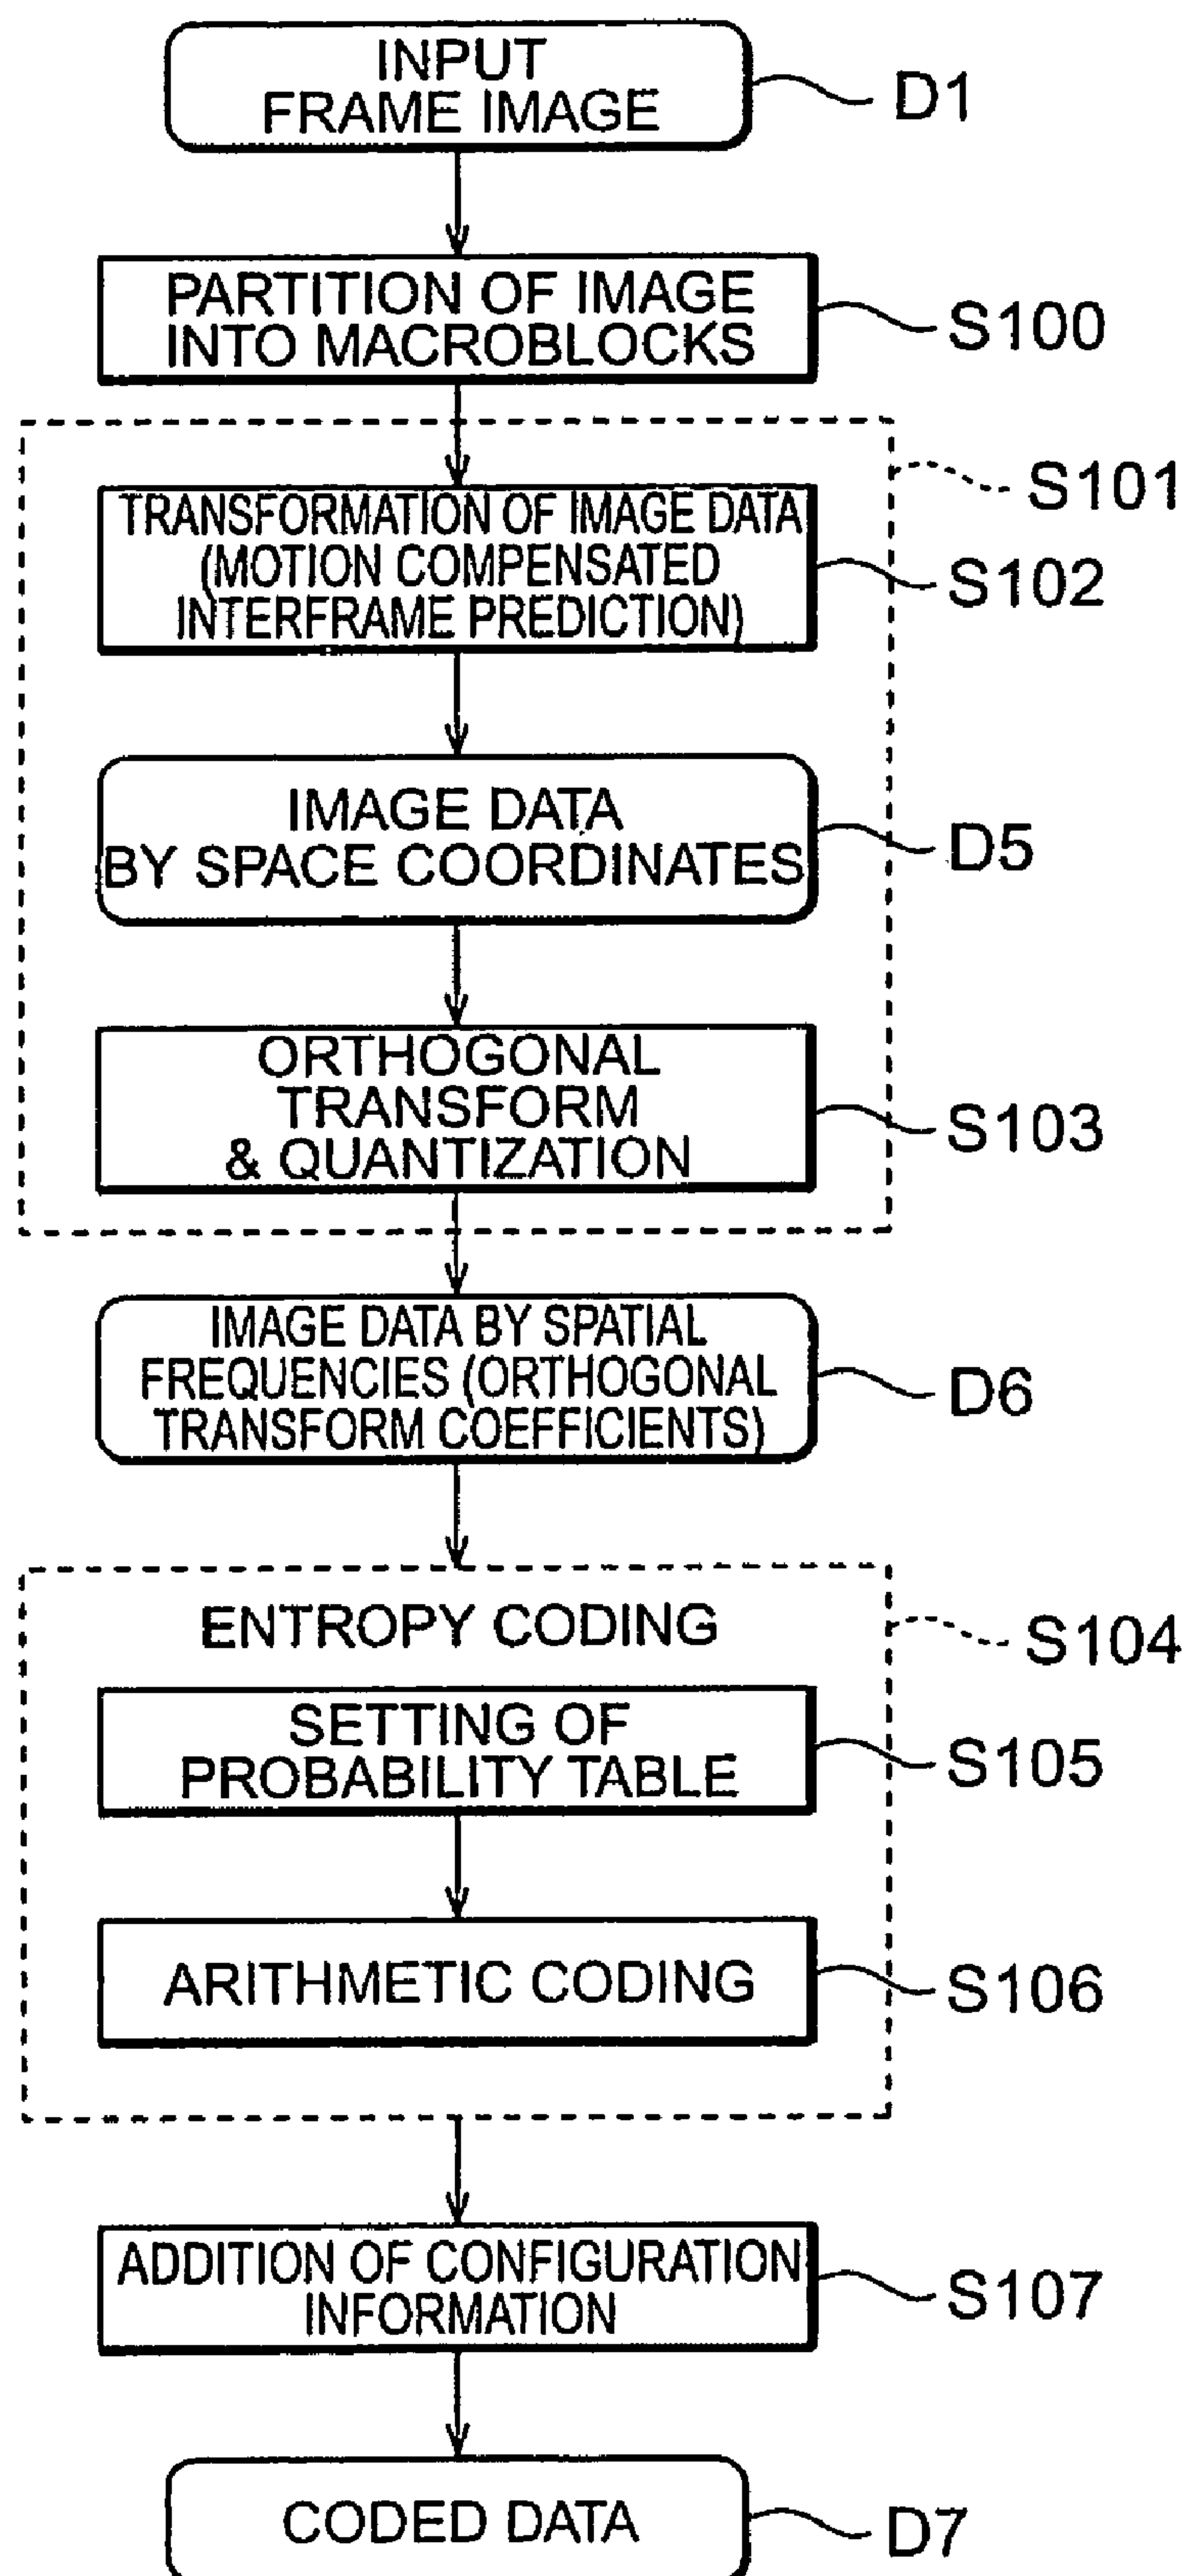 INPUT
FRAME IMAGE
D1
PARTITION OF IMAGE
INTO MACROBLOCKS
S100
S101
TRANSFORMATION OF IMAGE DATA
(MOTION COMPENSATED
INTERFRAME PREDICTION)
S102
IMAGE DATA
BY SPACE COORDINATES
D5
ORTHOGONAL
TRANSFORM
& QUANTIZATION
S103
IMAGE DATA BY SPATIAL
FREQUENCIES (ORTHOGONAL
TRANSFORM COEFFICIENTS)
D6
ENTROPY CODING
S104
SETTING OF
PROBABILITY TABLE
S105
ARITHMETIC CODING
S106
ADDITION OF CONFIGURATION
INFORMATION
S107
CODED DATA
D7